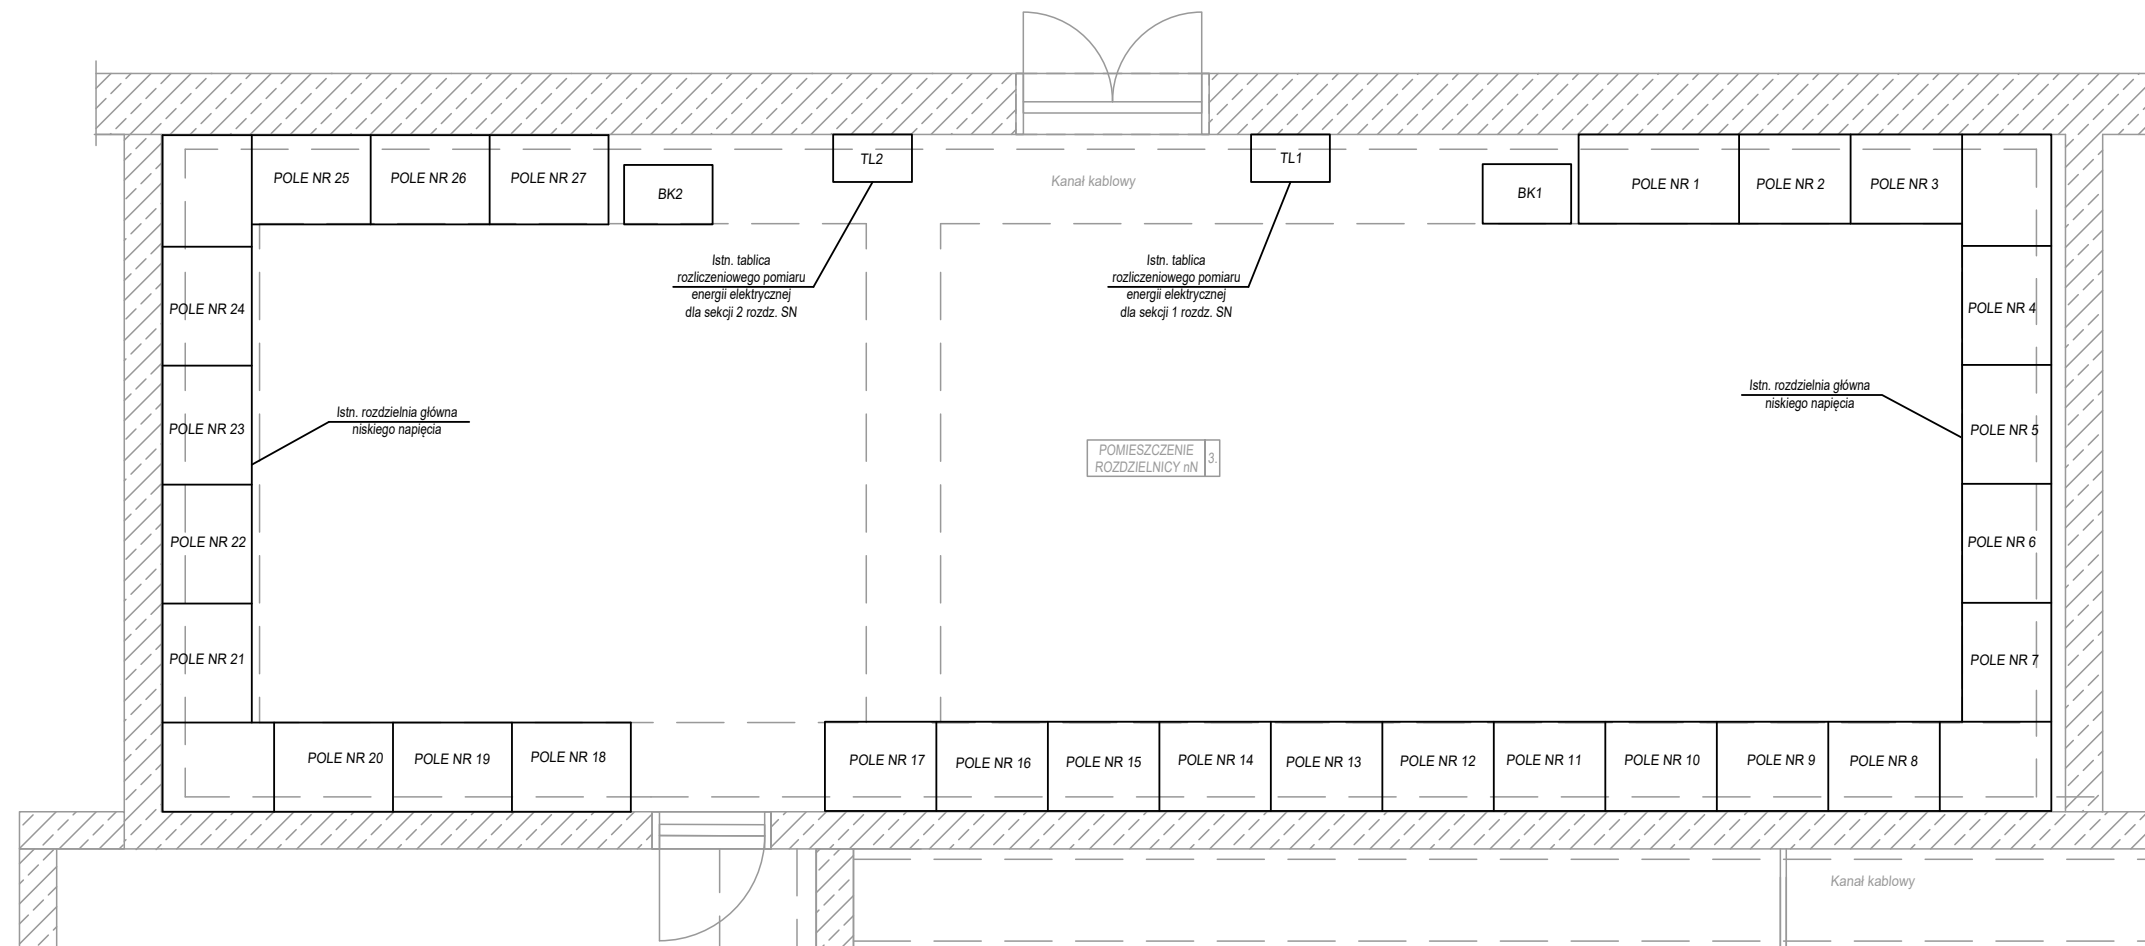 POLE NR 25
POLE NR 26
POLE NR 27
BK2
TL2
Kanał kablowy
TL1
BK1
POLE NR 1
POLE NR 2
POLE NR 3
Istn. tablica
rozliczeniowego pomiaru
energii elektrycznej
dla sekcji 2 rozdz. SN
Istn. tablica
rozliczeniowego pomiaru
energii elektrycznej
dla sekcji 1 rozdz. SN
POLE NR 24
POLE NR 4
Istn. rozdzielnia główna
niskiego napięcia
Istn. rozdzielnia główna
niskiego napięcia
POLE NR 23
POLE NR 5
POMIESZCZENIE
ROZDZIELNICY nN
3.
POLE NR 22
POLE NR 6
POLE NR 21
POLE NR 7
POLE NR 20
POLE NR 19
POLE NR 18
POLE NR 17
POLE NR 16
POLE NR 15
POLE NR 14
POLE NR 13
POLE NR 12
POLE NR 11
POLE NR 10
POLE NR 9
POLE NR 8
Kanał kablowy